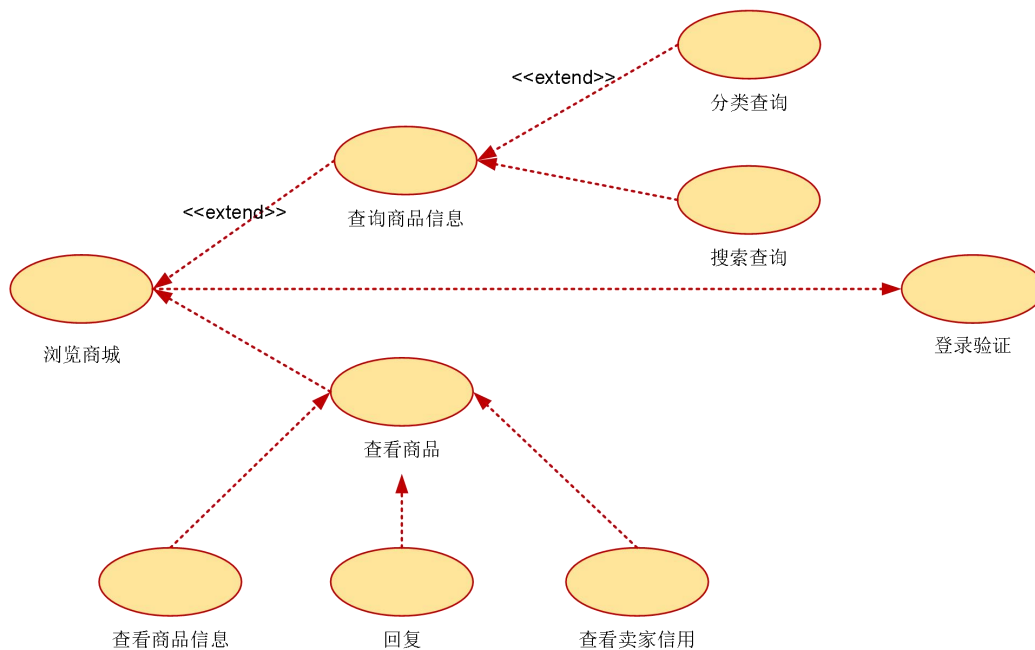 <<extend>>
分类查询
<<extend>>
查询商品信息
搜索查询
浏览商城
登录验证
查看商品
查看商品信息
回复
查看卖家信用